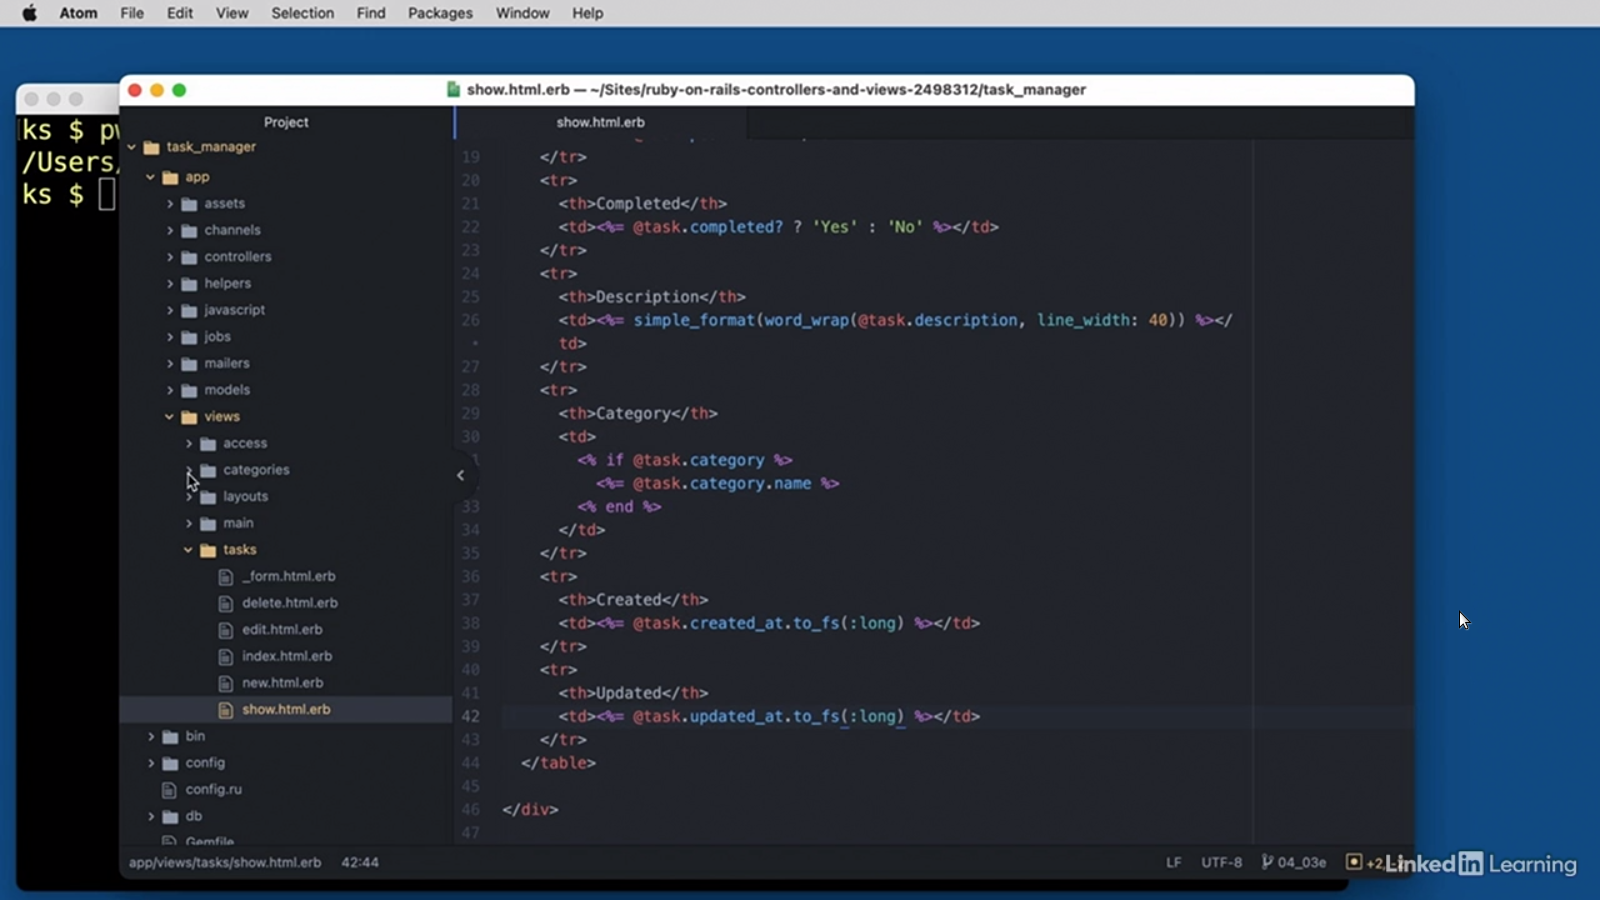 Atom File Edit View Selection Find Packages Window Help
show.html.erb — ~/Sites/ruby-on-rails-controllers-and-views-2498312/task_manager
ks $
/Users/
ks $
Project
task_manager
app
assets
channels
controllers
helpers
javascript
jobs
mailers
models
views
access
categories
layouts
main
tasks
_form.html.erb
delete.html.erb
edit.html.erb
index.html.erb
new.html.erb
show.html.erb
bin
config
config.ru
db
Gemfile
show.html.erb
19 </tr>
20 <tr>
21 <th>Completed</th>
22 <td><%= @task.completed? ? 'Yes' : 'No' %></td>
23 </tr>
24 <tr>
25 <th>Description</th>
26 <td><%= simple_format(word_wrap(@task.description, line_width: 40)) %></
• td>
27 </tr>
28 <tr>
29 <th>Category</th>
30 <td>
<% if @task.category %>
<%= @task.category.name %>
33 <% end %>
34 </td>
35 </tr>
36 <tr>
37 <th>Created</th>
38 <td><%= @task.created_at.to_fs(:long) %></td>
39 </tr>
40 <tr>
41 <th>Updated</th>
42 <td><%= @task.updated_at.to_fs(:long) %></td>
43 </tr>
44 </table>
45
46 </div>
47
app/views/tasks/show.html.erb 42:44
LF UTF-8 04_03e +2
LinkedIn Learning